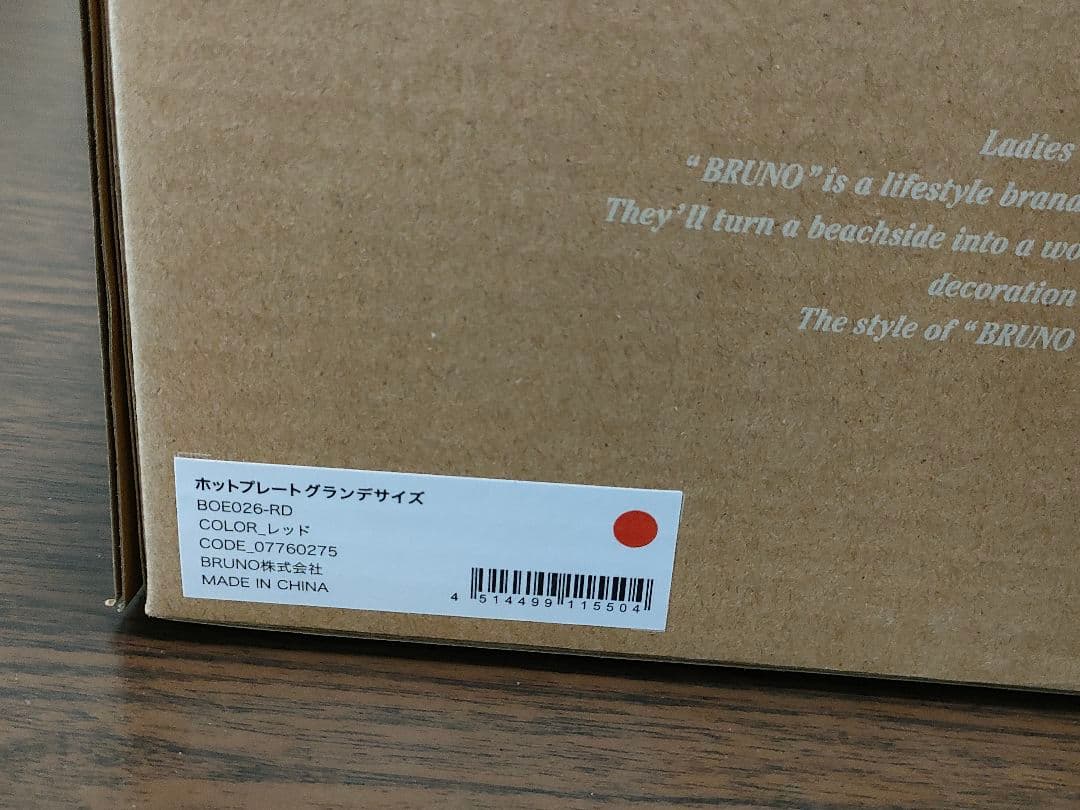 Ladies
“BRUNO” is a lifestyle brand
They’ll turn a beachside into a
decoration
The style of “BRUNO
ホットプレートグランデサイズ
BOE026-RD
COLOR_レッド
CODE_07760275
BRUNO株式会社
MADE IN CHINA
4 514499 115504